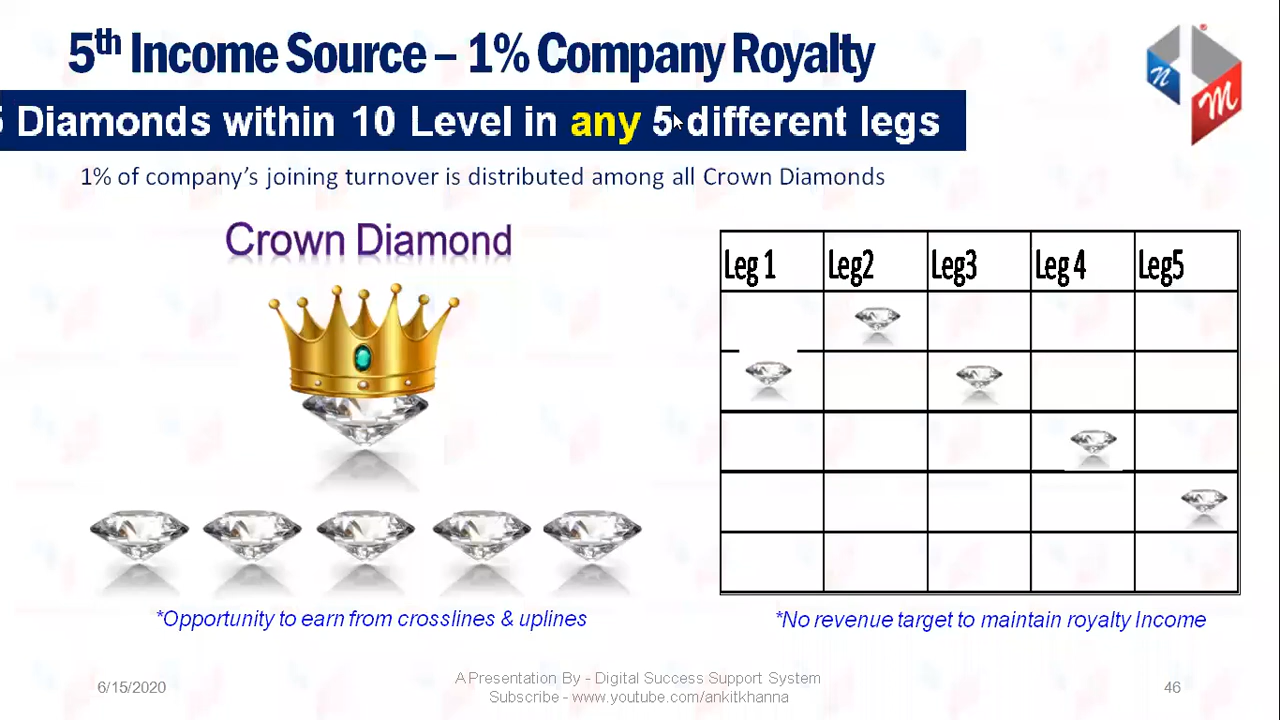 5th Income Source – 1% Company Royalty
5 Diamonds within 10 Level in any 5 different legs
1% of company's joining turnover is distributed among all Crown Diamonds
Crown Diamond
Leg 1 Leg2 Leg3 Leg 4 Leg5
*Opportunity to earn from crosslines & uplines
*No revenue target to maintain royalty Income
6/15/2020
A Presentation By - Digital Success Support System
Subscribe - www.youtube.com/ankitkhanna
46
n M